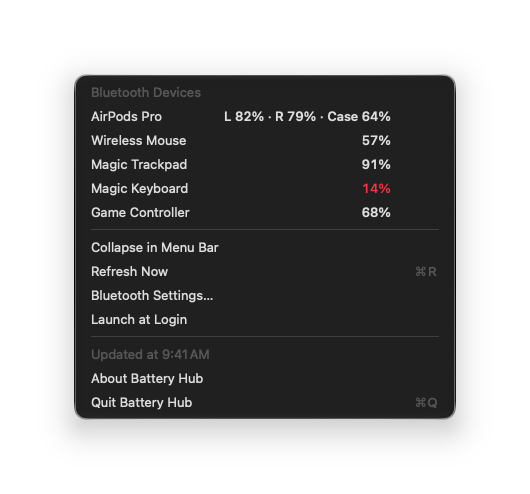 Bluetooth Devices
AirPods Pro L 82% · R 79% · Case 64%
Wireless Mouse 57%
Magic Trackpad 91%
Magic Keyboard 14%
Game Controller 68%
Collapse in Menu Bar
Refresh Now ⌘R
Bluetooth Settings...
Launch at Login
Updated at 9:41 AM
About Battery Hub
Quit Battery Hub ⌘Q